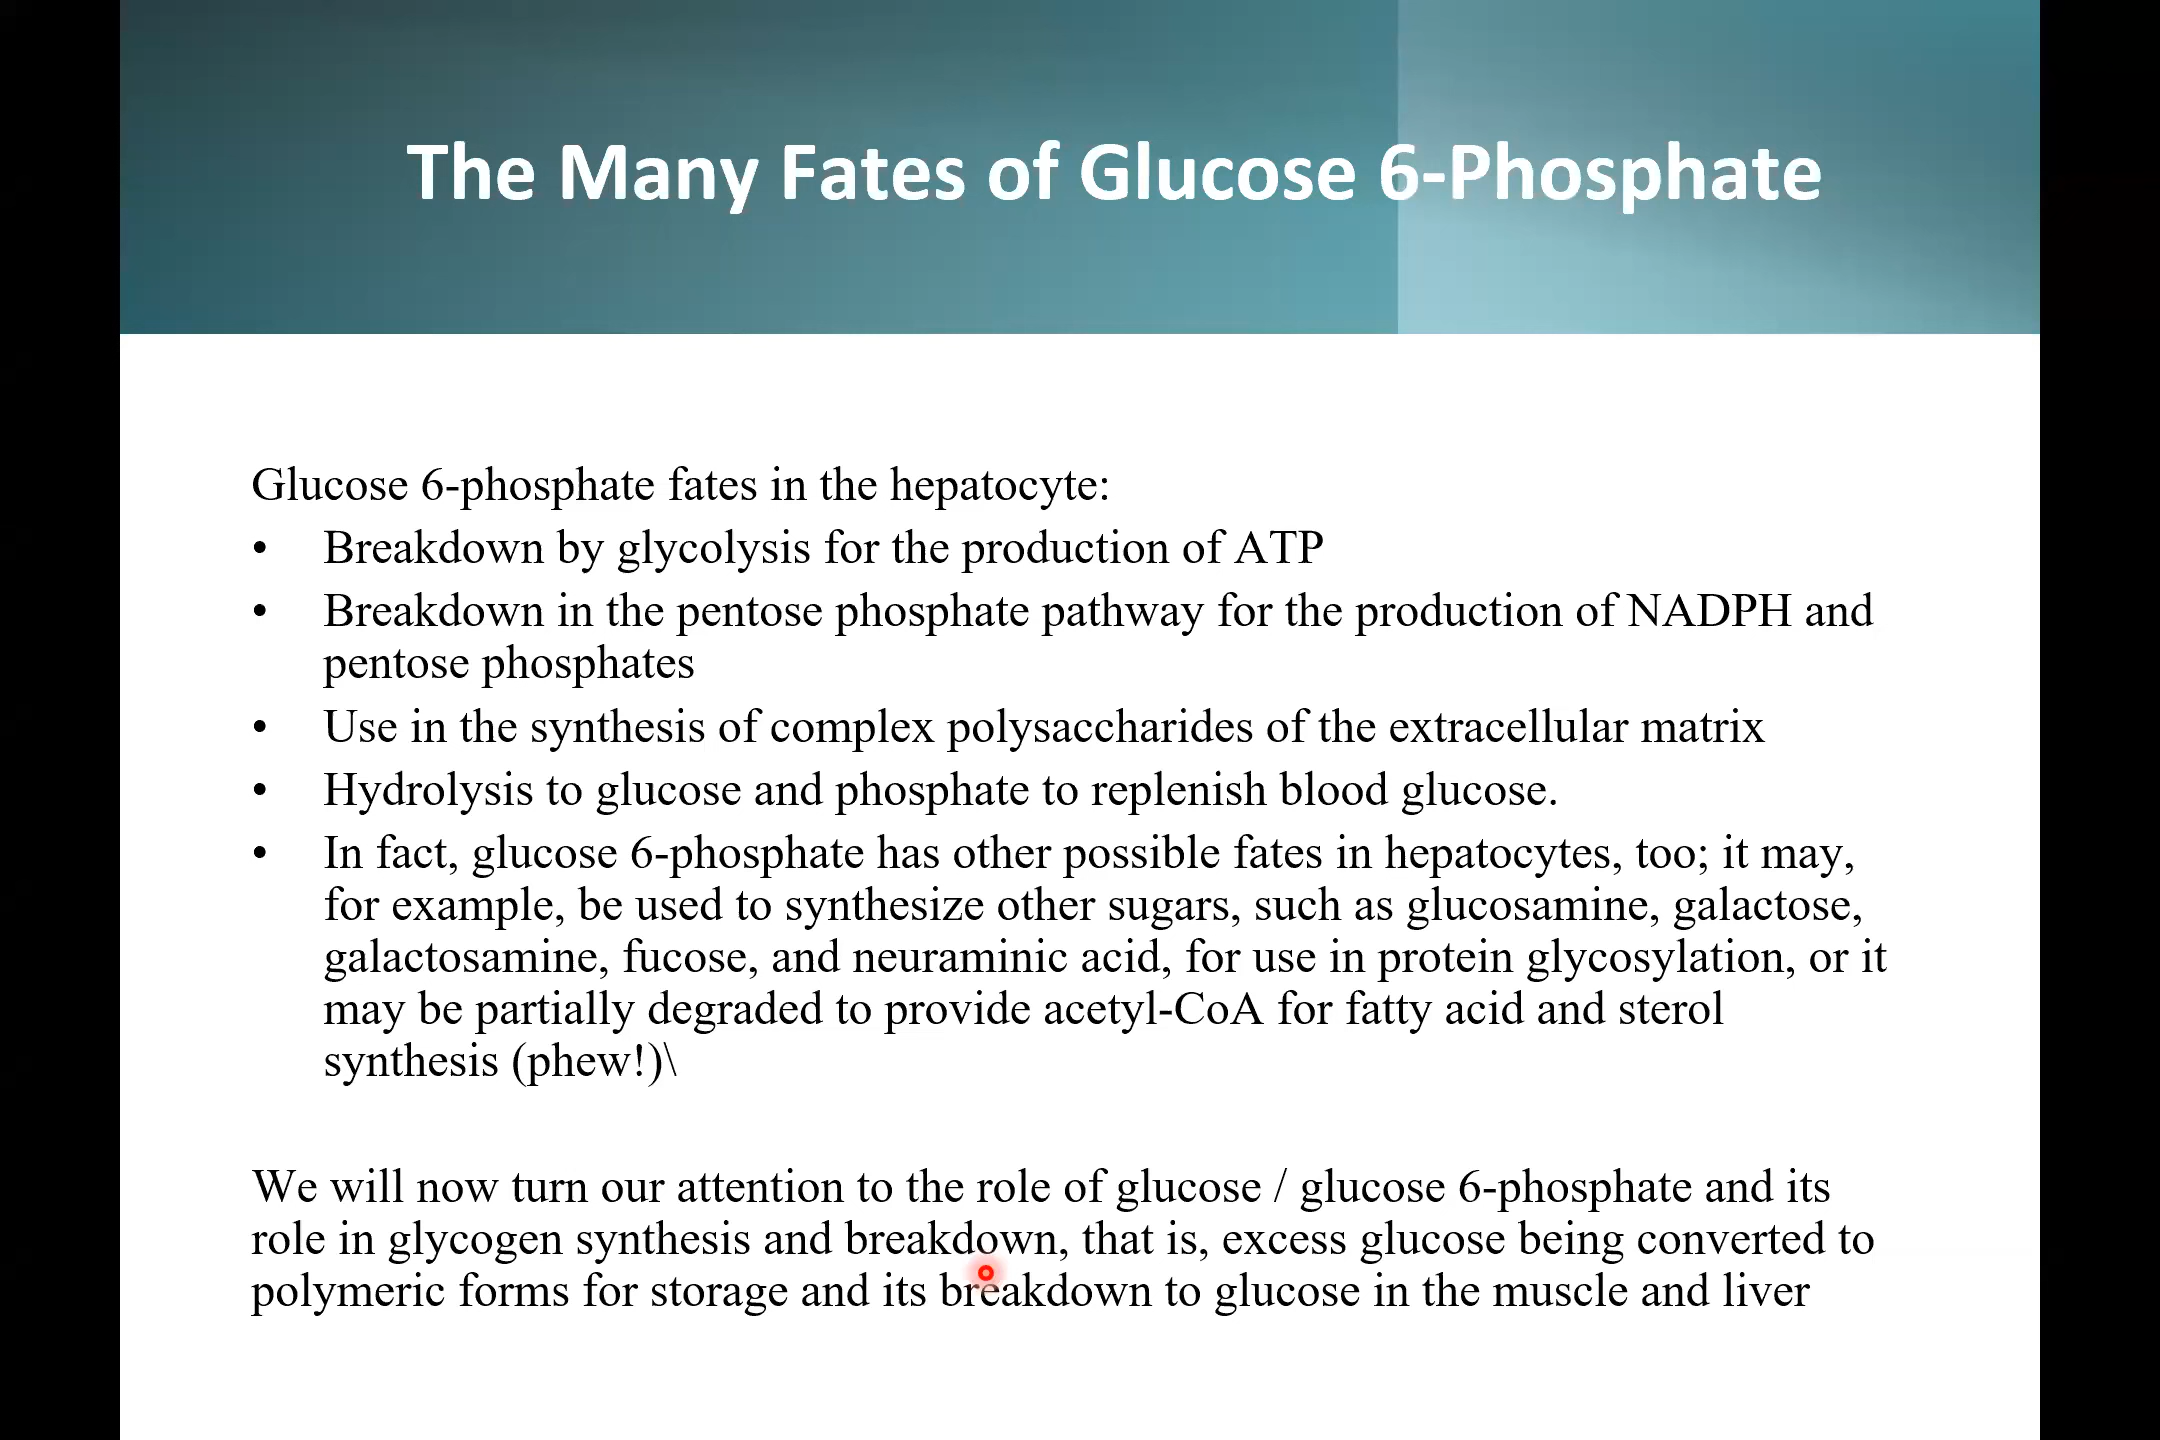 The Many Fates of Glucose 6-Phosphate
Glucose 6-phosphate fates in the hepatocyte:
• Breakdown by glycolysis for the production of ATP
• Breakdown in the pentose phosphate pathway for the production of NADPH and
pentose phosphates
• Use in the synthesis of complex polysaccharides of the extracellular matrix
• Hydrolysis to glucose and phosphate to replenish blood glucose.
• In fact, glucose 6-phosphate has other possible fates in hepatocytes, too; it may,
for example, be used to synthesize other sugars, such as glucosamine, galactose,
galactosamine, fucose, and neuraminic acid, for use in protein glycosylation, or it
may be partially degraded to provide acetyl-CoA for fatty acid and sterol
synthesis (phew!)\
We will now turn our attention to the role of glucose / glucose 6-phosphate and its
role in glycogen synthesis and breakdown, that is, excess glucose being converted to
polymeric forms for storage and its breakdown to glucose in the muscle and liver